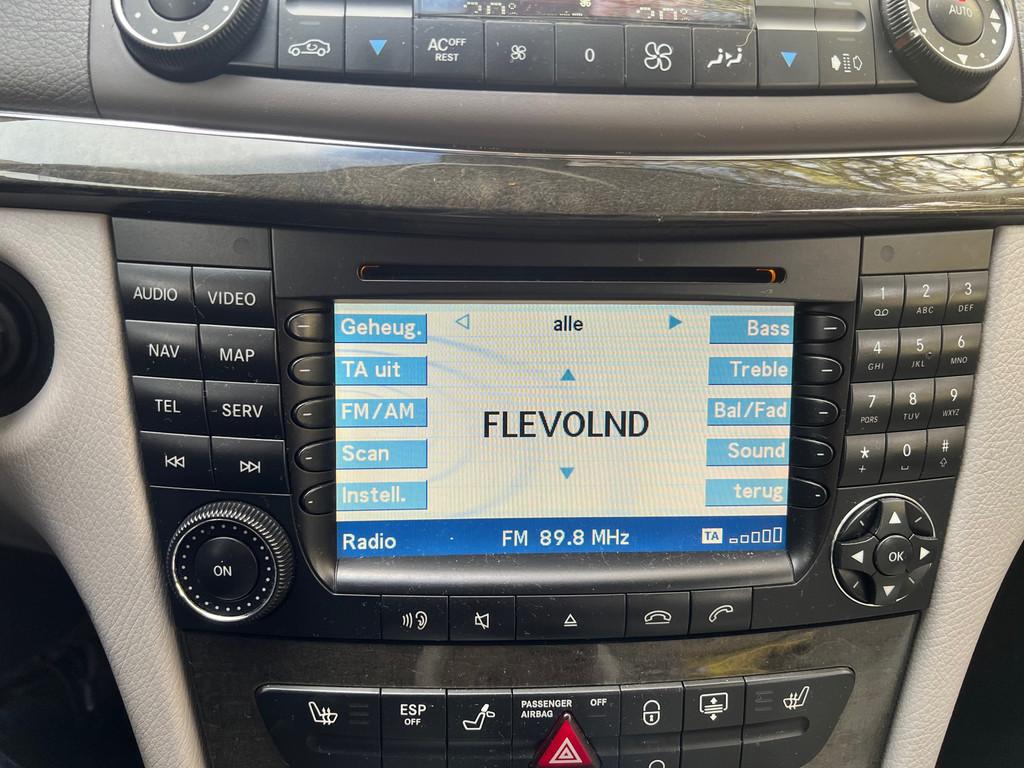 AUTO
AC OFF
REST
0
AUDIO
VIDEO
NAV
MAP
TEL
SERV
ON
Geheug.
alle
Bass
TA uit
Treble
FM/AM
FLEVOLND
Bal/Fad
Scan
Sound
Instell.
terug
Radio
FM 89.8 MHz
TA
1
2 ABC
3 DEF
4 GHI
5 JKL
6 MNO
7 PQRS
8 TUV
9 WXYZ
* +
0
#
OK
ESP
OFF
PASSENGER
AIRBAG
OFF